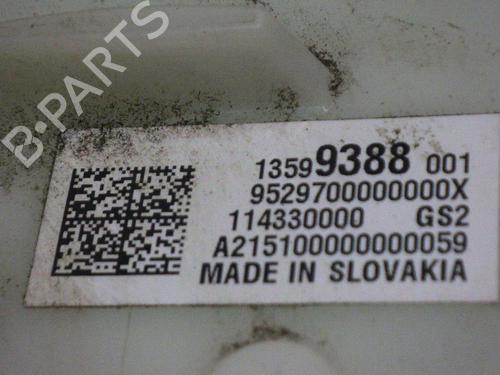 B-PARTS
13599388 001
9529700000000X
114330000 GS2
A215100000000059
MADE IN SLOVAKIA